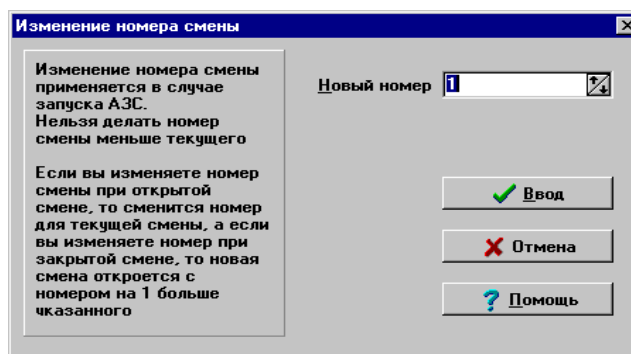 Изменение номера смены
Изменение номера смены
применяется в случае
запуска АЗС.
Нельзя делать номер
смены меньше текущего
Если вы изменяете номер
смены при открытой
смене, то сменится номер
для текущей смены, а если
вы изменяете номер при
закрытой смене, то новая
смена откроется с
номером на 1 больше
указанного
Новый номер 1
Ввод
Отмена
Помощь